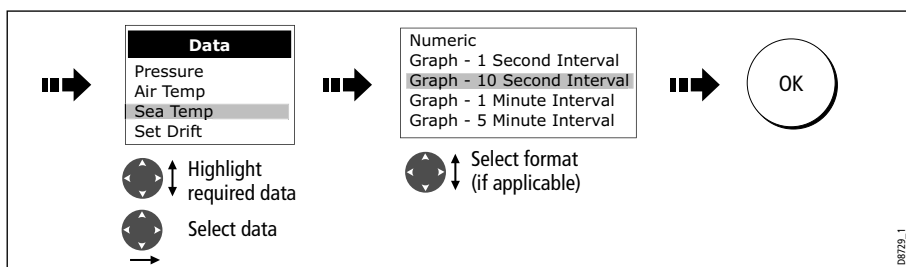 Data
Pressure
Air Temp
Sea Temp
Set Drift
Highlight
required data
Select data
Numeric
Graph - 1 Second Interval
Graph - 10 Second Interval
Graph - 1 Minute Interval
Graph - 5 Minute Interval
Select format
(if applicable)
OK
D8729_1